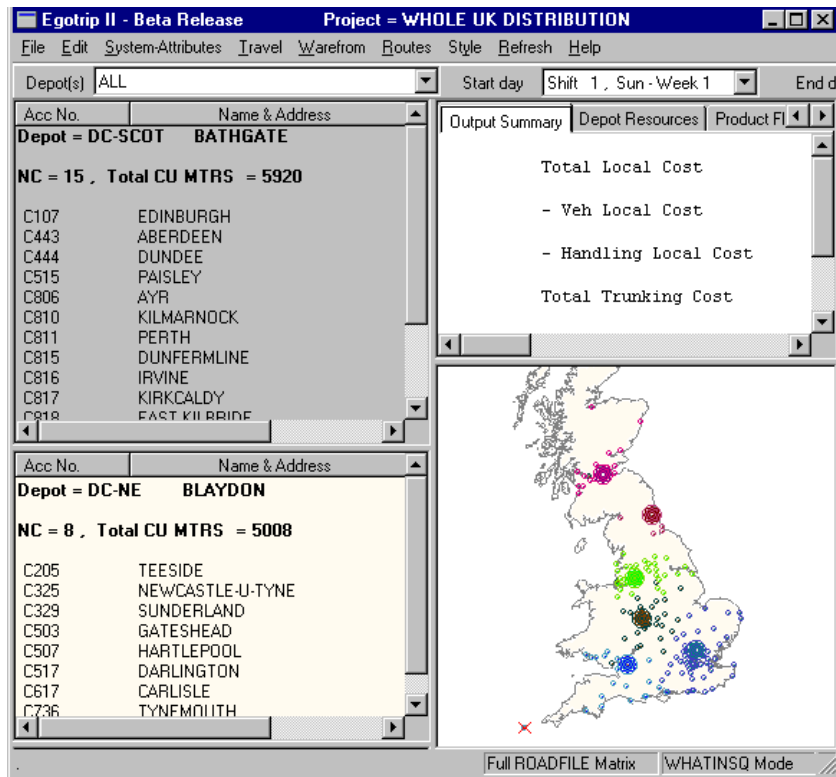 Egotrip II - Beta Release Project = WHOLE UK DISTRIBUTION
File Edit System-Attributes Travel Warefrom Routes Style Refresh Help
Depot(s) ALL Start day Shift 1 , Sun - Week 1 End d
Acc No. Name & Address
Depot = DC-SCOT BATHGATE
NC = 15 , Total CU MTRS = 5920
C107 EDINBURGH
C443 ABERDEEN
C444 DUNDEE
C515 PAISLEY
C806 AYR
C810 KILMARNOCK
C811 PERTH
C815 DUNFERMLINE
C816 IRVINE
C817 KIRKCALDY
C818 EAST KILBRIDE
Output Summary Depot Resources Product Fl
Total Local Cost
- Veh Local Cost
- Handling Local Cost
Total Trunking Cost
Acc No. Name & Address
Depot = DC-NE BLAYDON
NC = 8 , Total CU MTRS = 5008
C205 TEESIDE
C325 NEWCASTLE-U-TYNE
C329 SUNDERLAND
C503 GATESHEAD
C507 HARTLEPOOL
C517 DARLINGTON
C617 CARLISLE
C736 TYNEMOUTH
. Full ROADFILE Matrix WHATINSQ Mode